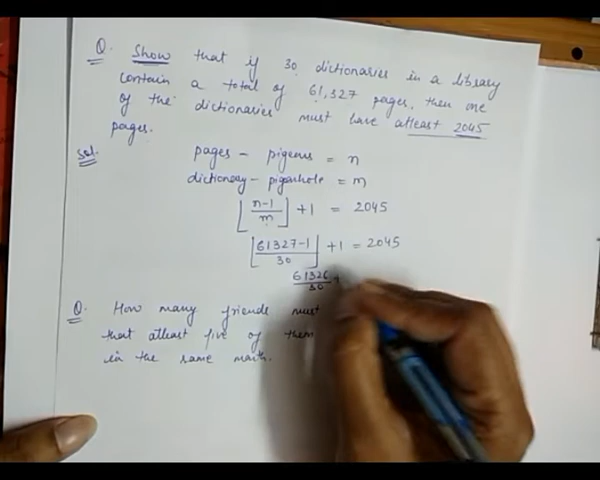 Q. Show that if 30 dictionaries in a library
contain a total of 61,327 pages, then one
of the dictionaries must have atleast 2045
pages.
Sol. pages - pigeons = n
dictionary - pigeonhole = m
⌊(n-1)/m⌋ + 1 = 2045
⌊(61327-1)/30⌋ + 1 = 2045
61326/30 +
Q. How many friends must
that atleast five of them
in the same month.